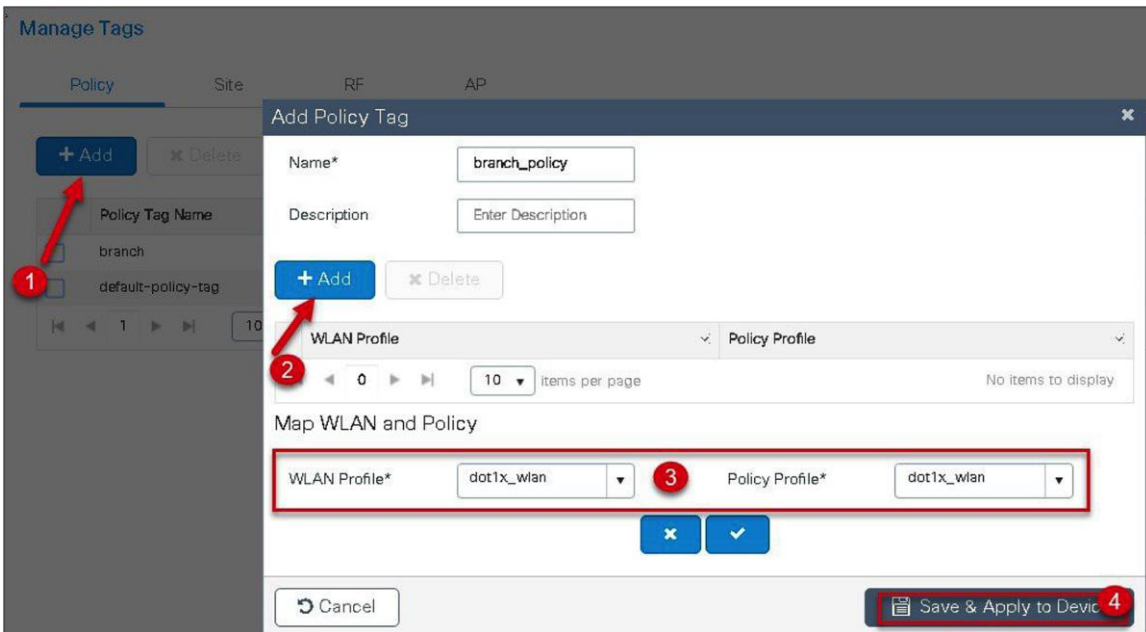 Manage Tags
Policy Site RF AP
Add Policy Tag ✖
+ Add ✖ Delete
Name* branch_policy
Policy Tag Name
Description Enter Description
branch
default-policy-tag
1
+ Add ✖ Delete
1 10
2
WLAN Profile Policy Profile
0 10 items per page No items to display
Map WLAN and Policy
WLAN Profile* dot1x_wlan 3 Policy Profile* dot1x_wlan
Cancel Save & Apply to Devic 4